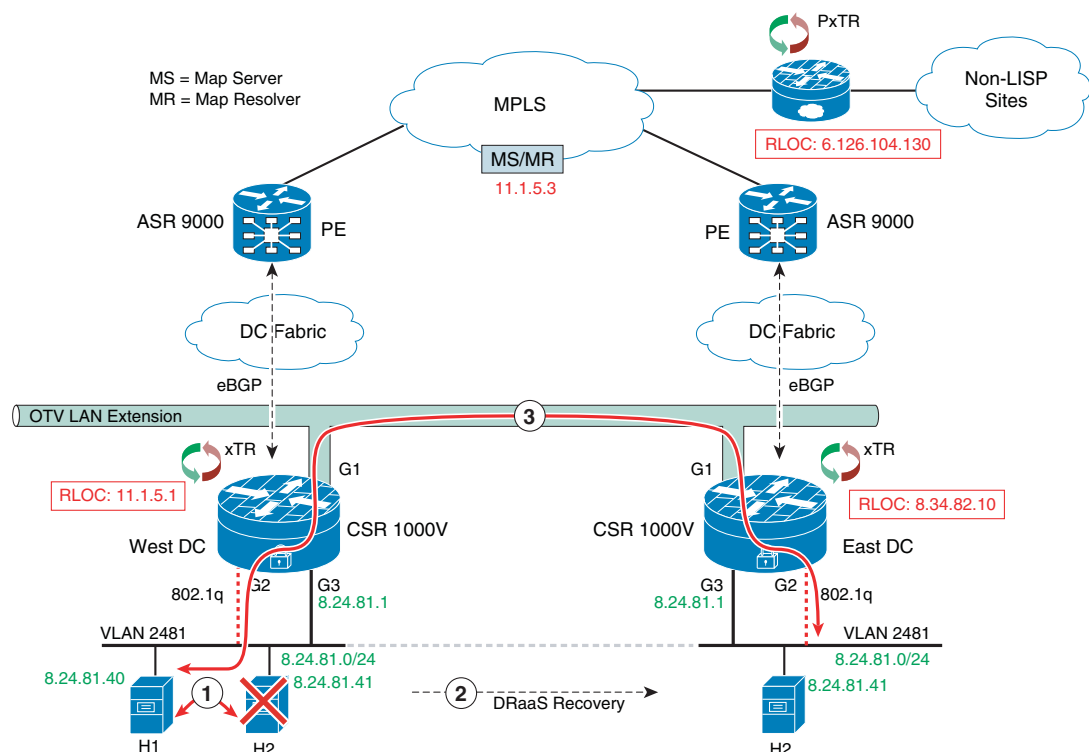 PxTR
MS = Map Server
MR = Map Resolver
MPLS
Non-LISP
Sites
RLOC: 6.126.104.130
MS/MR
11.1.5.3
ASR 9000
PE
PE
ASR 9000
DC Fabric
DC Fabric
eBGP
eBGP
OTV LAN Extension
3
xTR
G1
G1
xTR
RLOC: 11.1.5.1
RLOC: 8.34.82.10
CSR 1000V
CSR 1000V
West DC
East DC
802.1q
G2
G3
8.24.81.1
G3
8.24.81.1
G2
802.1q
VLAN 2481
VLAN 2481
8.24.81.0/24
8.24.81.0/24
8.24.81.40
8.24.81.41
8.24.81.41
1
2
DRaaS Recovery
H1
H2
H2